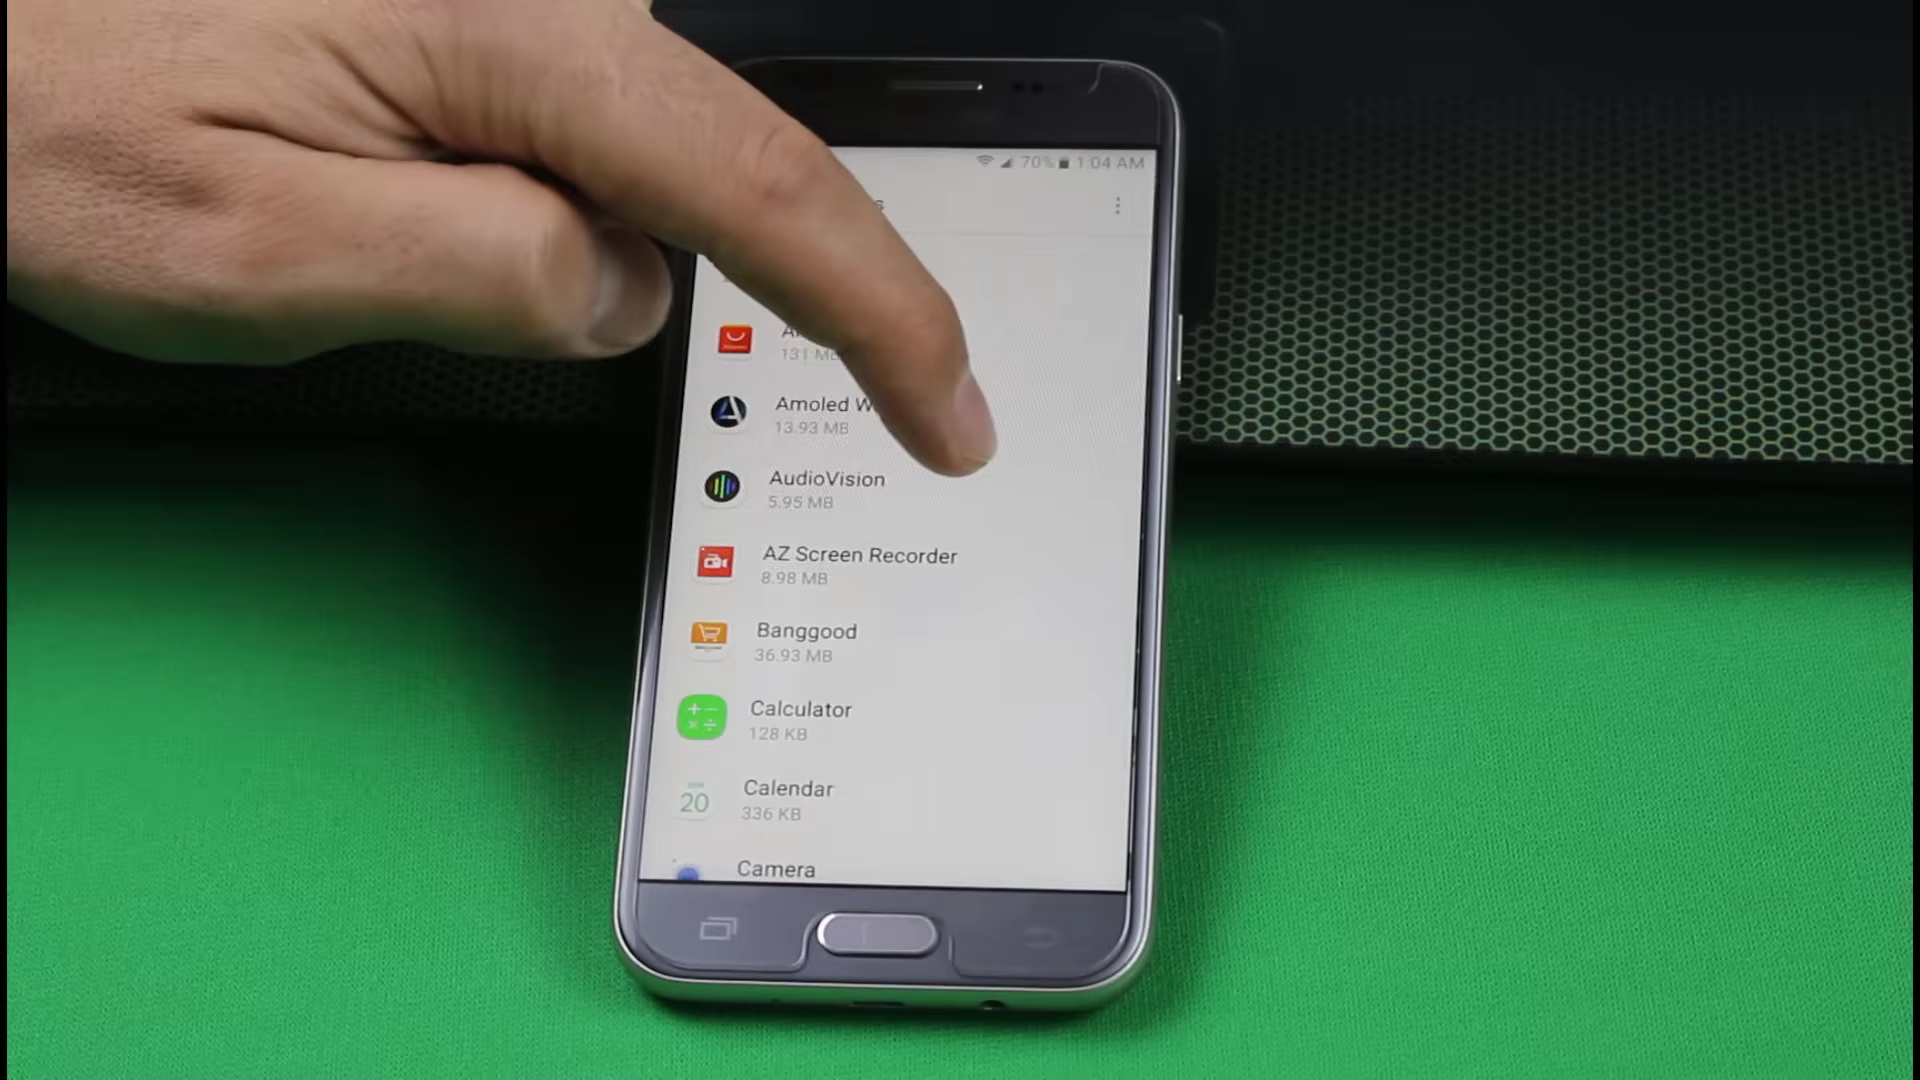 70% 1:04 AM
131 MB
Amoled
13.93 MB
AudioVision
5.95 MB
AZ Screen Recorder
8.98 MB
Banggood
36.93 MB
Calculator
128 KB
20
Calendar
336 KB
Camera